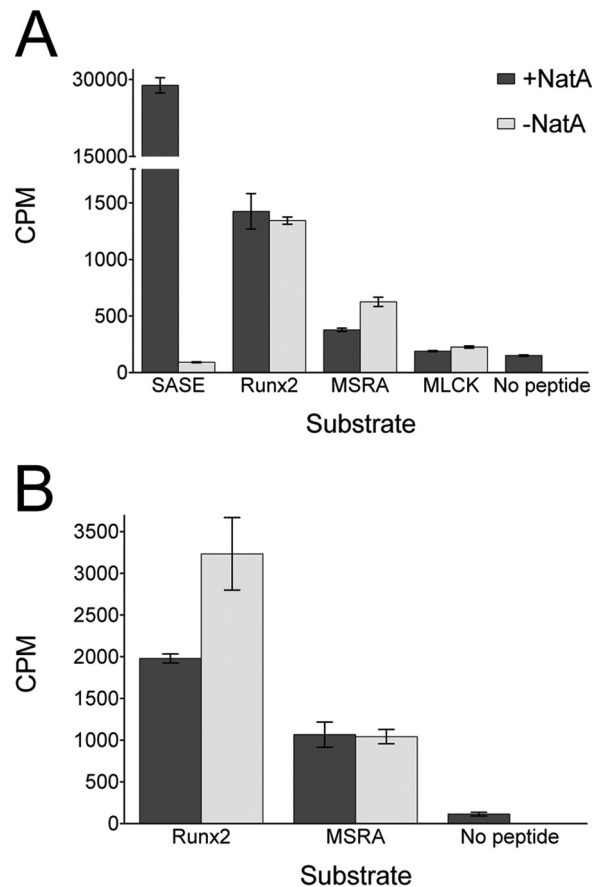 A
+NatA
-NatA
30000
15000
1500
1000
500
0
CPM
SASE Runx2 MSRA MLCK No peptide
Substrate
B
3500
3000
2500
2000
1500
1000
500
0
CPM
Runx2 MSRA No peptide
Substrate